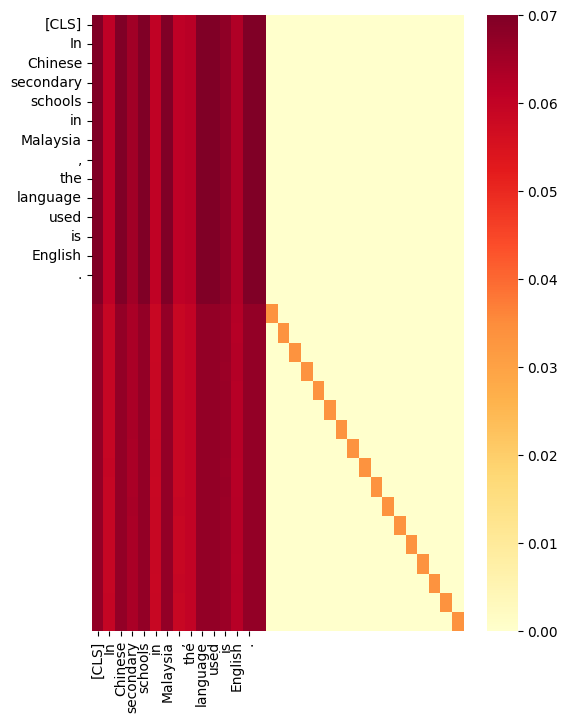 [CLS]
In
Chinese
secondary
schools
in
Malaysia
,
the
language
used
is
English
.
0.07
0.06
0.05
0.04
0.03
0.02
0.01
0.00
[CLS]
In
Chinese
secondary
schools
in
Malaysia
,
the
language
used
is
English
.